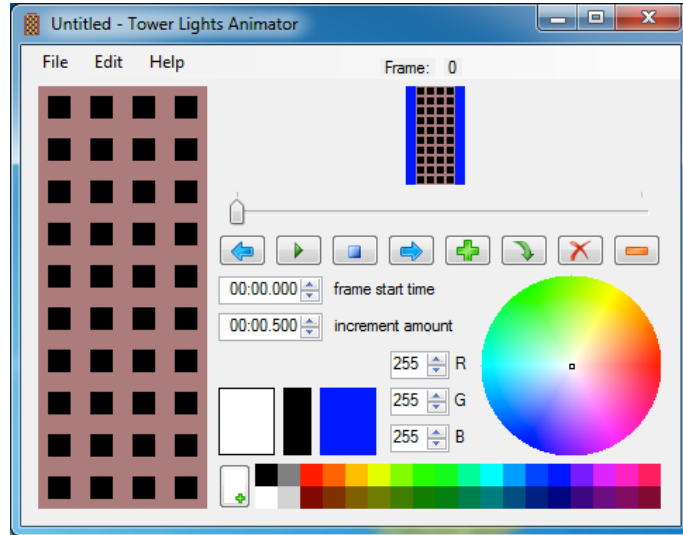 Untitled - Tower Lights Animator
File Edit Help
Frame: 0
00:00.000 frame start time
00:00.500 increment amount
255 R
255 G
255 B